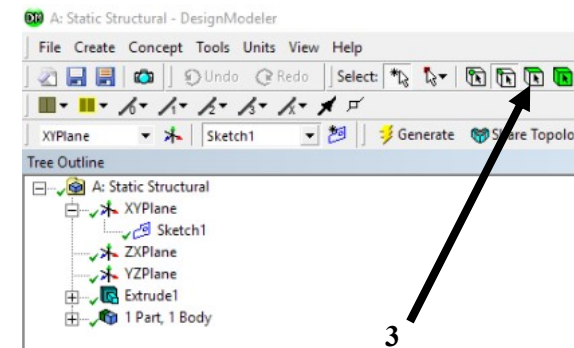 A: Static Structural - DesignModeler
File Create Concept Tools Units View Help
Undo Redo Select:
XYPlane Sketch1 Generate Share Topolo
Tree Outline
A: Static Structural
XYPlane
Sketch1
ZXPlane
YZPlane
Extrude1
1 Part, 1 Body
3